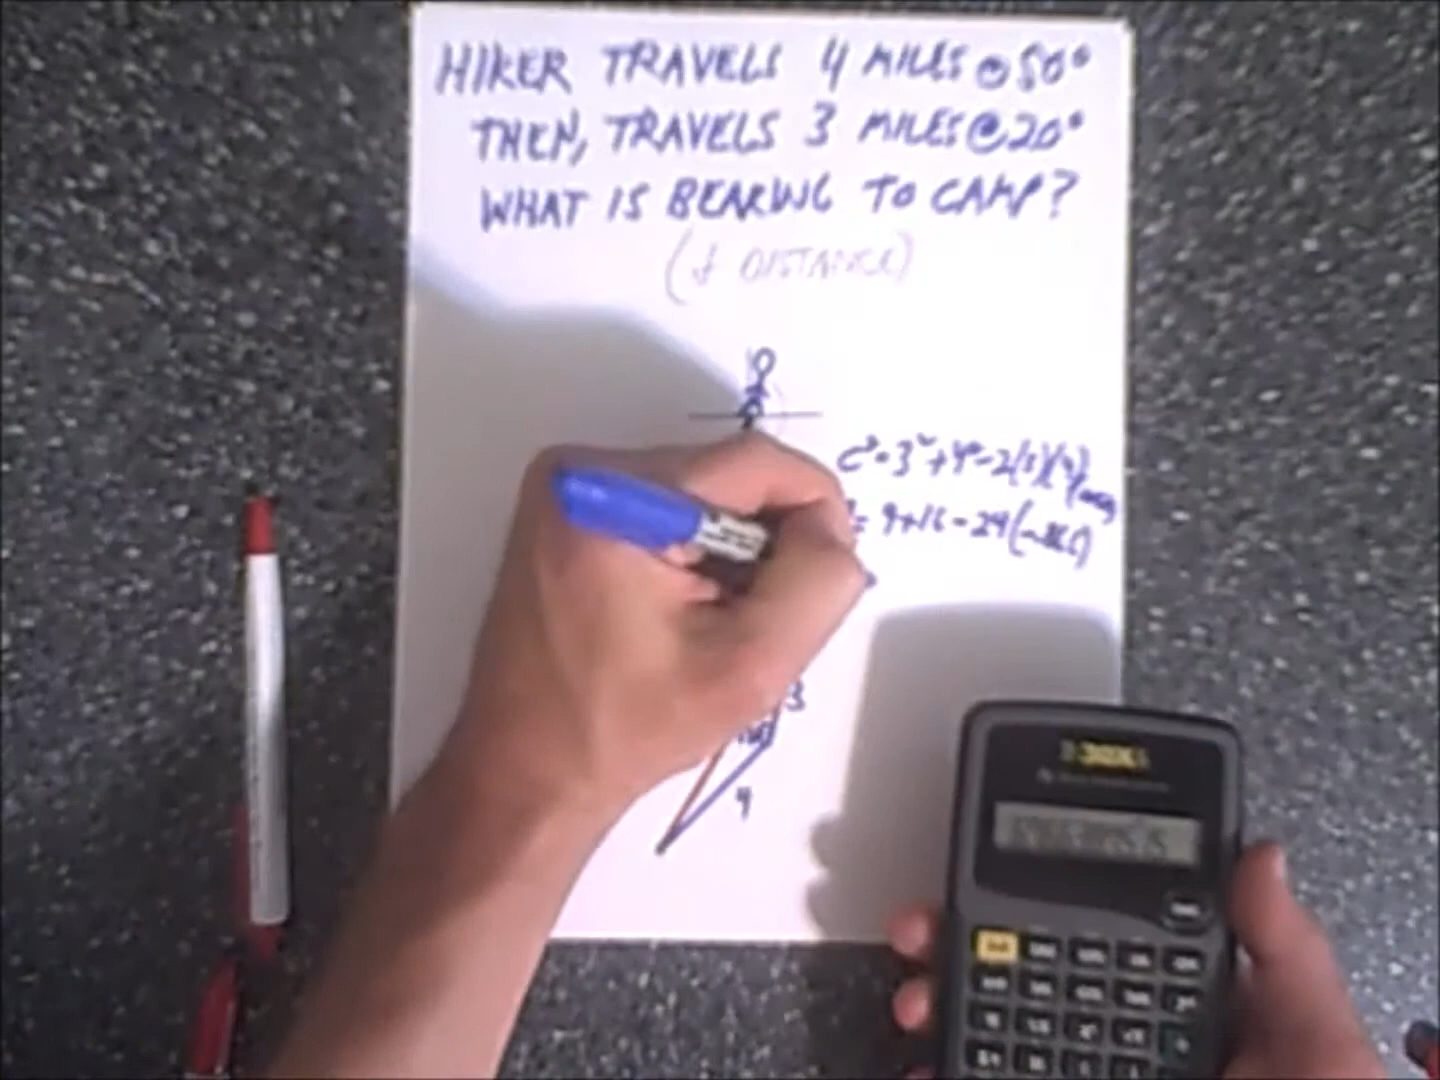 HIKER TRAVELS 4 MILES @ 50°
THEN, TRAVELS 3 MILES @ 20°
WHAT IS BEARING TO CAMP?
(+ DISTANCE)
c² = 3² + 4² - 2(3)(4)
= 9+16-24(-.866)
3
4